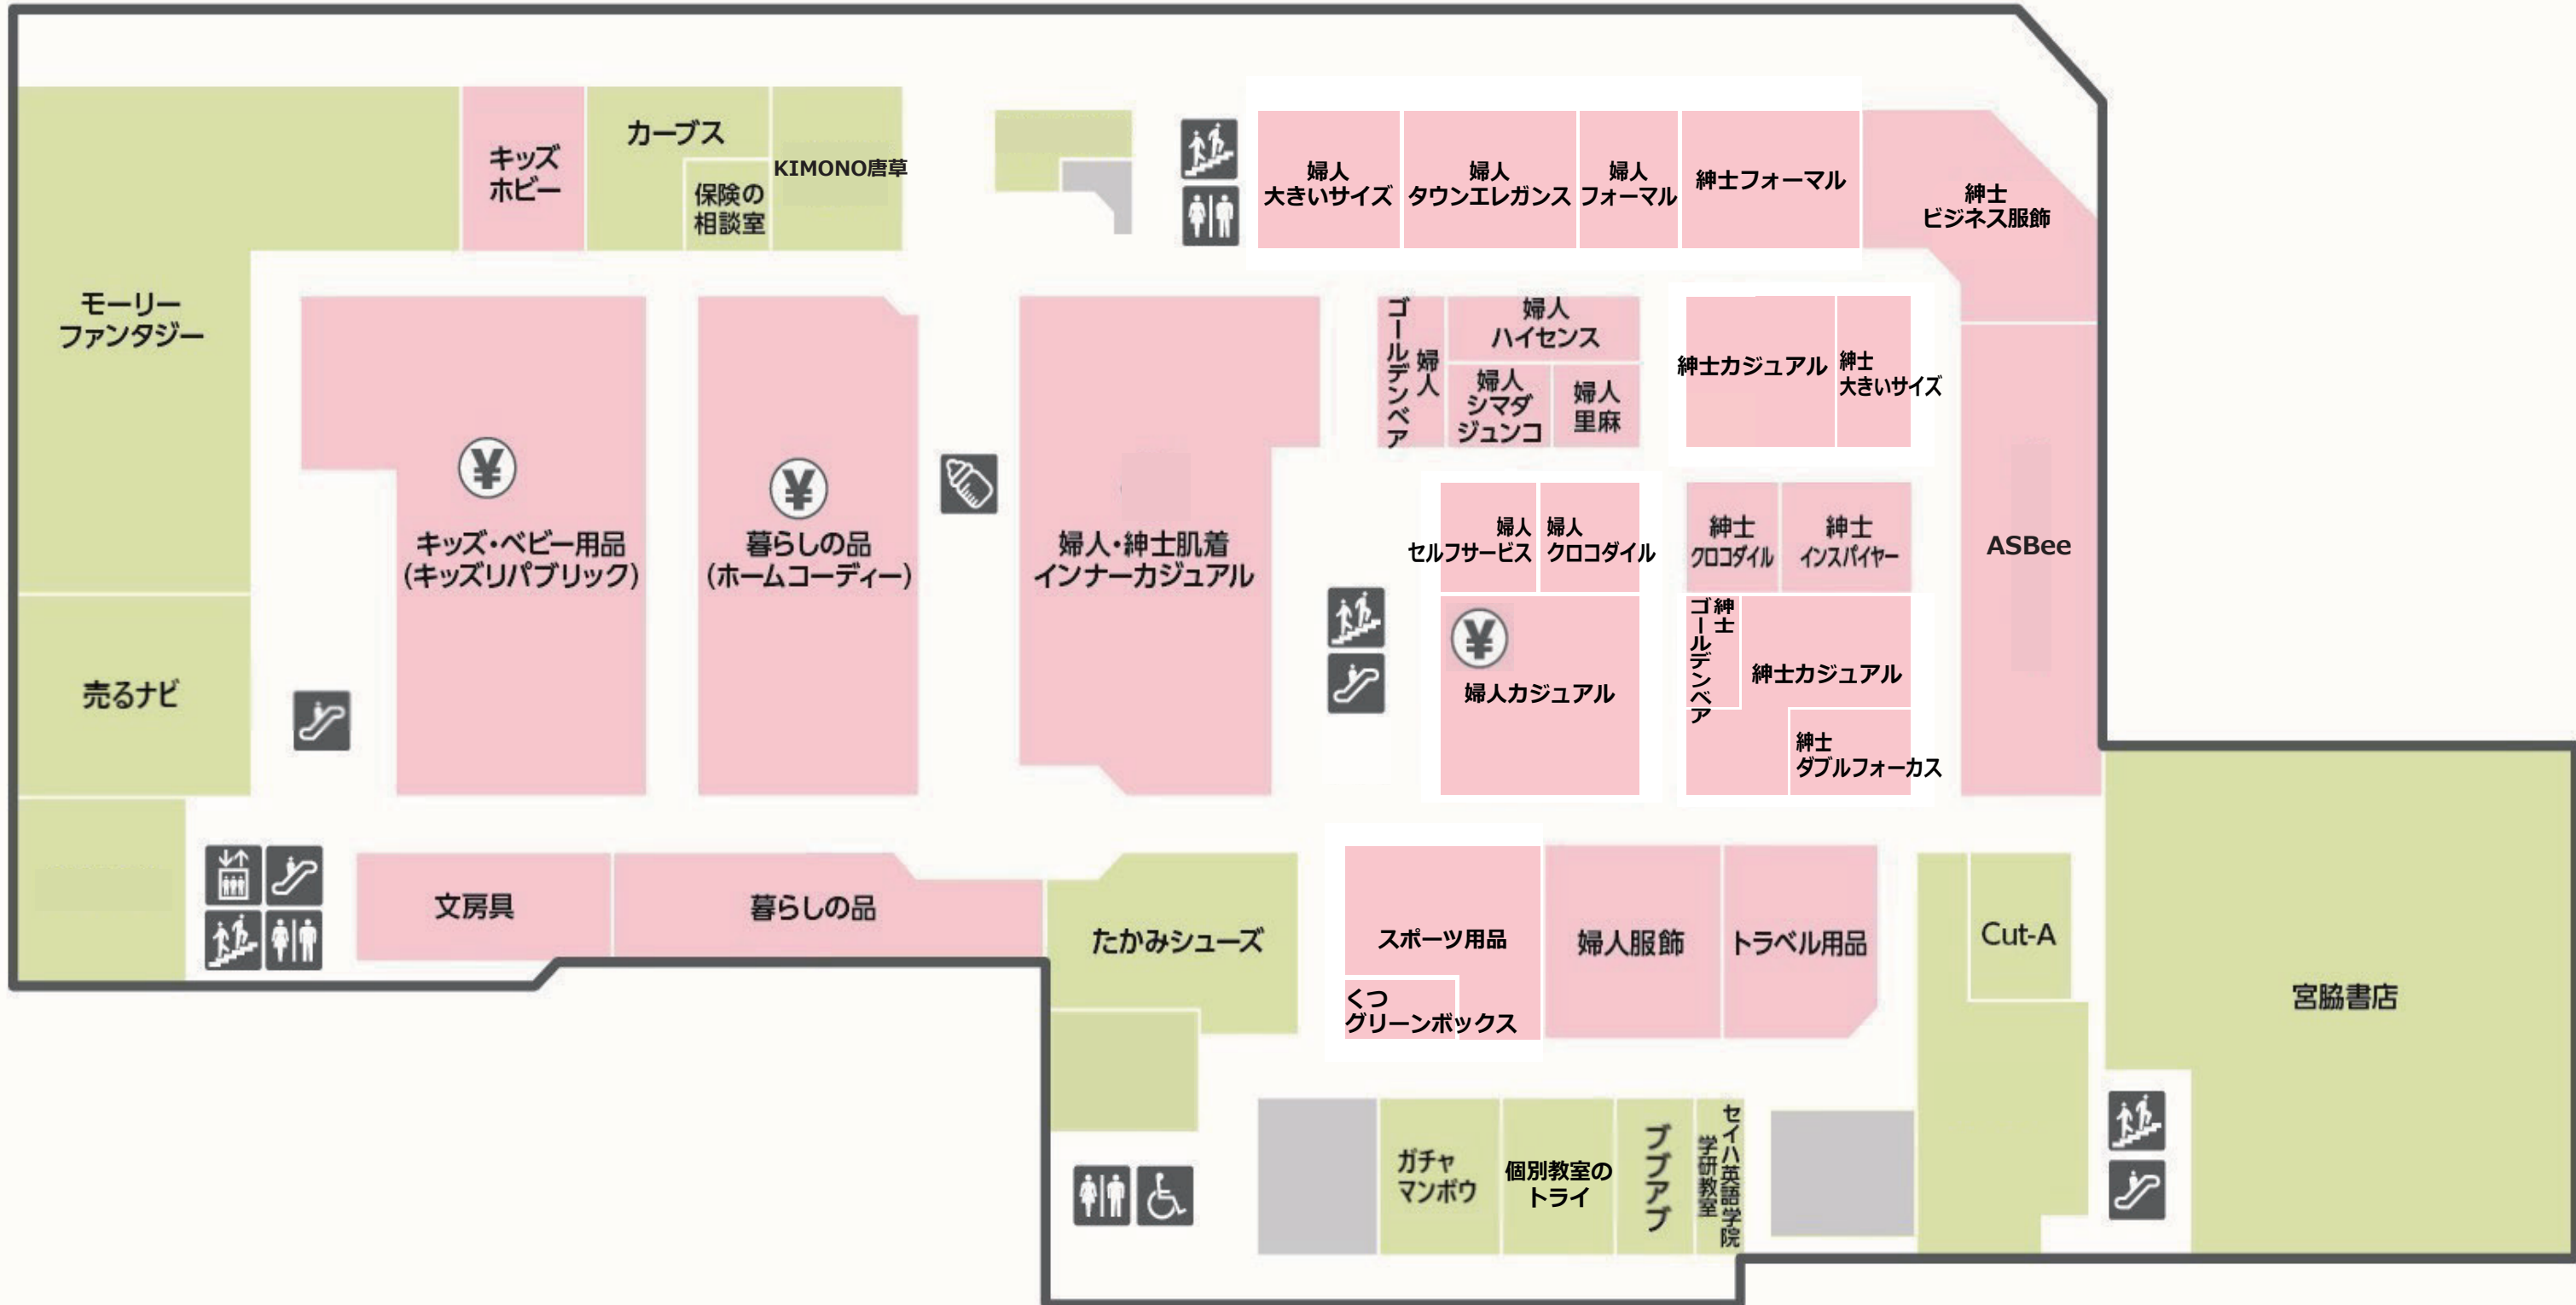 キッズ
ホビー
カーブス
保険の
相談室
KIMONO唐草
婦人
大きいサイズ
婦人
タウンエレガンス
婦人
フォーマル
紳士フォーマル
紳士
ビジネス服飾
モーリー
ファンタジー
¥
キッズ・ベビー用品
(キッズリパブリック)
¥
暮らしの品
(ホームコーディー)
婦人・紳士肌着
インナーカジュアル
婦人
ゴールデンベア
婦人
ハイセンス
婦人
シマダ
ジュンコ
婦人
里麻
紳士カジュアル
紳士
大きいサイズ
婦人
セルフサービス
婦人
クロコダイル
紳士
クロコダイル
紳士
インスパイヤー
ASBee
¥
婦人カジュアル
紳士
ゴールデンベア
紳士カジュアル
紳士
ダブルフォーカス
売るナビ
文房具
暮らしの品
たかみシューズ
スポーツ用品
くつ
グリーンボックス
婦人服飾
トラベル用品
Cut-A
宮脇書店
ガチャ
マンボウ
個別教室の
トライ
ブブアブ
セイハ英語学院
学研教室